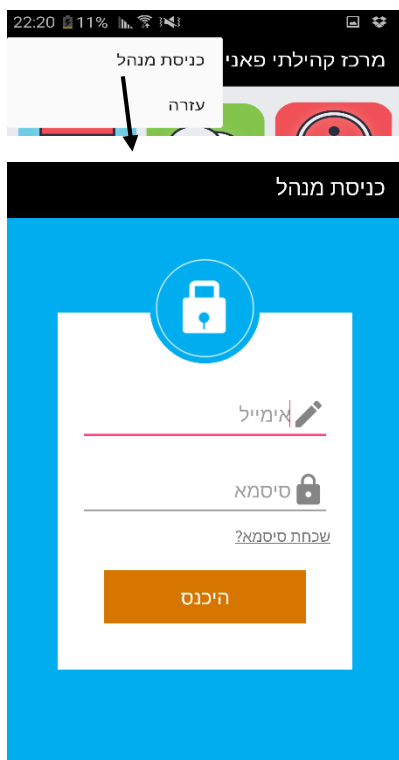 22:20 11%
מרכז קהילתי פאני
כניסת מנהל
עזרה
כניסת מנהל
אימייל
סיסמא
שכחת סיסמא?
היכנס